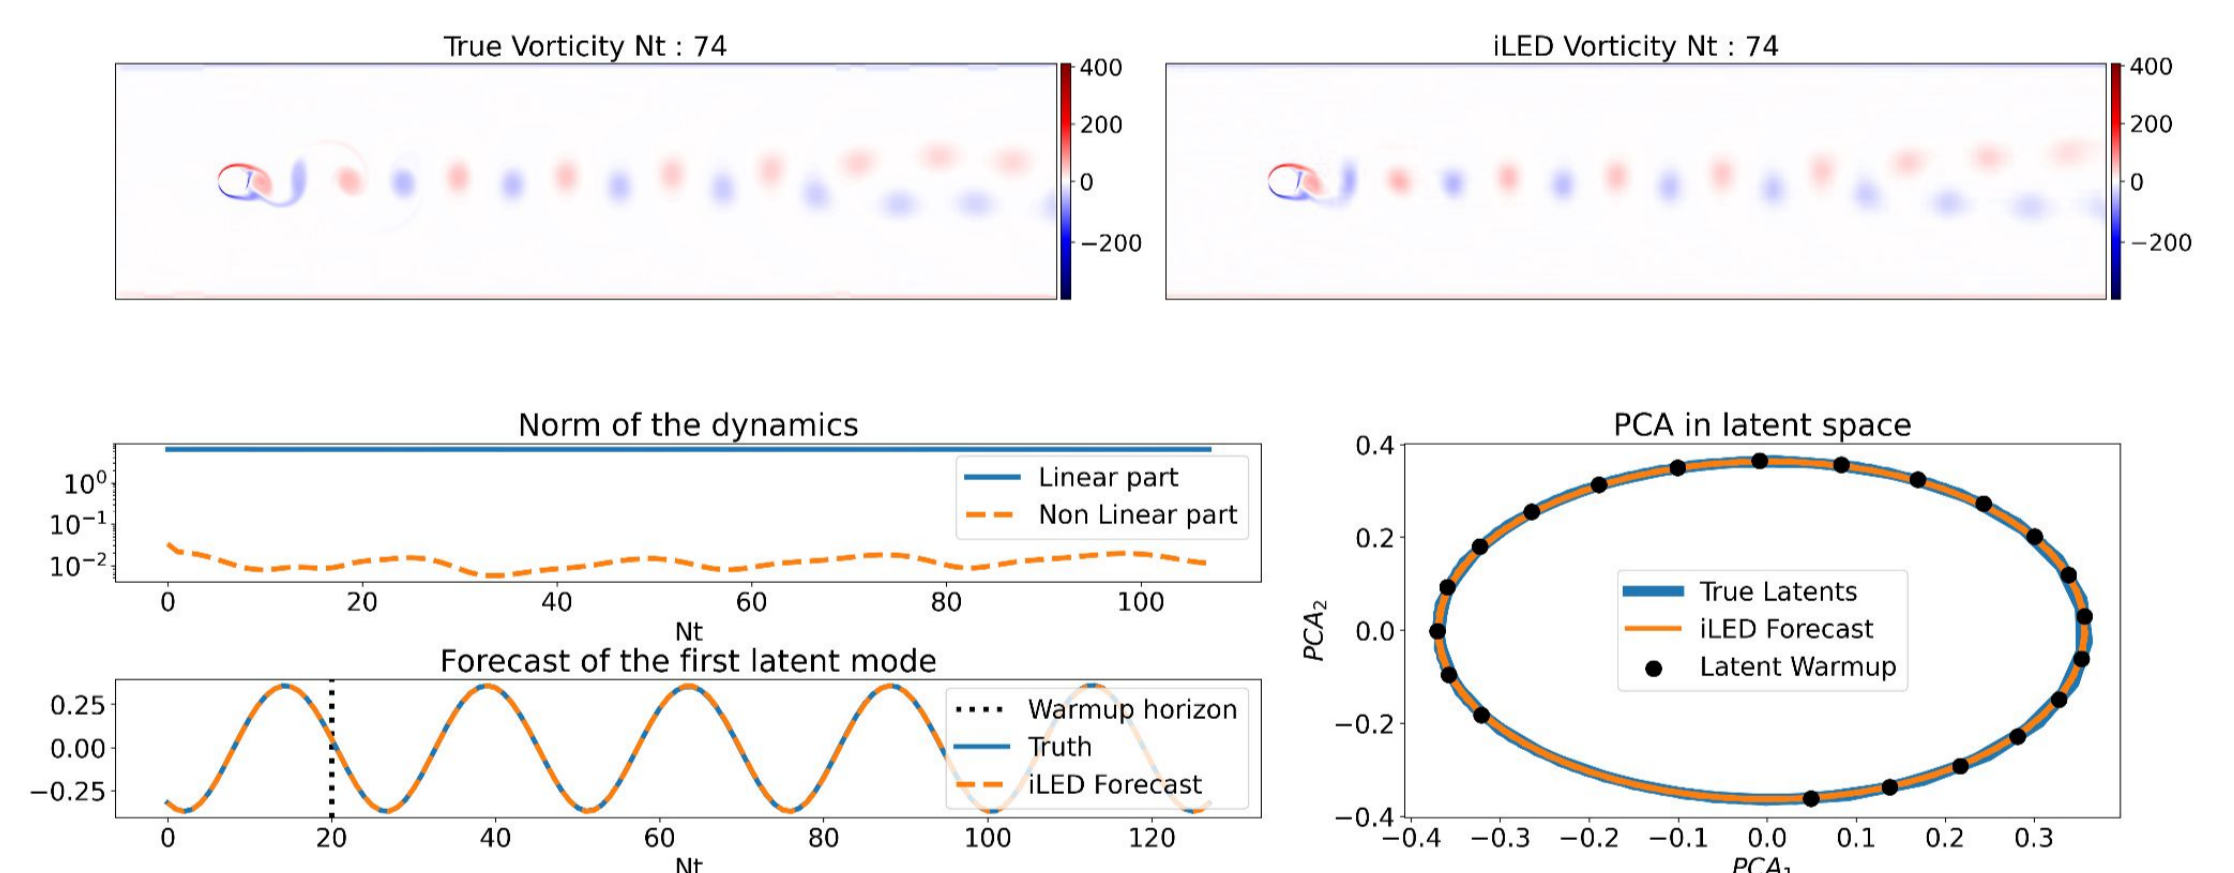 True Vorticity Nt : 74
400
200
0
−200
iLED Vorticity Nt : 74
400
200
0
−200
Norm of the dynamics
10⁰
10⁻¹
10⁻²
Linear part
Non Linear part
0 20 40 60 80 100
Nt
Forecast of the first latent mode
0.25
0.00
−0.25
Warmup horizon
Truth
iLED Forecast
0 20 40 60 80 100 120
Nt
PCA in latent space
0.4
0.2
0.0
−0.2
−0.4
PCA₂
True Latents
iLED Forecast
Latent Warmup
−0.4 −0.3 −0.2 −0.1 0.0 0.1 0.2 0.3
PCA₁